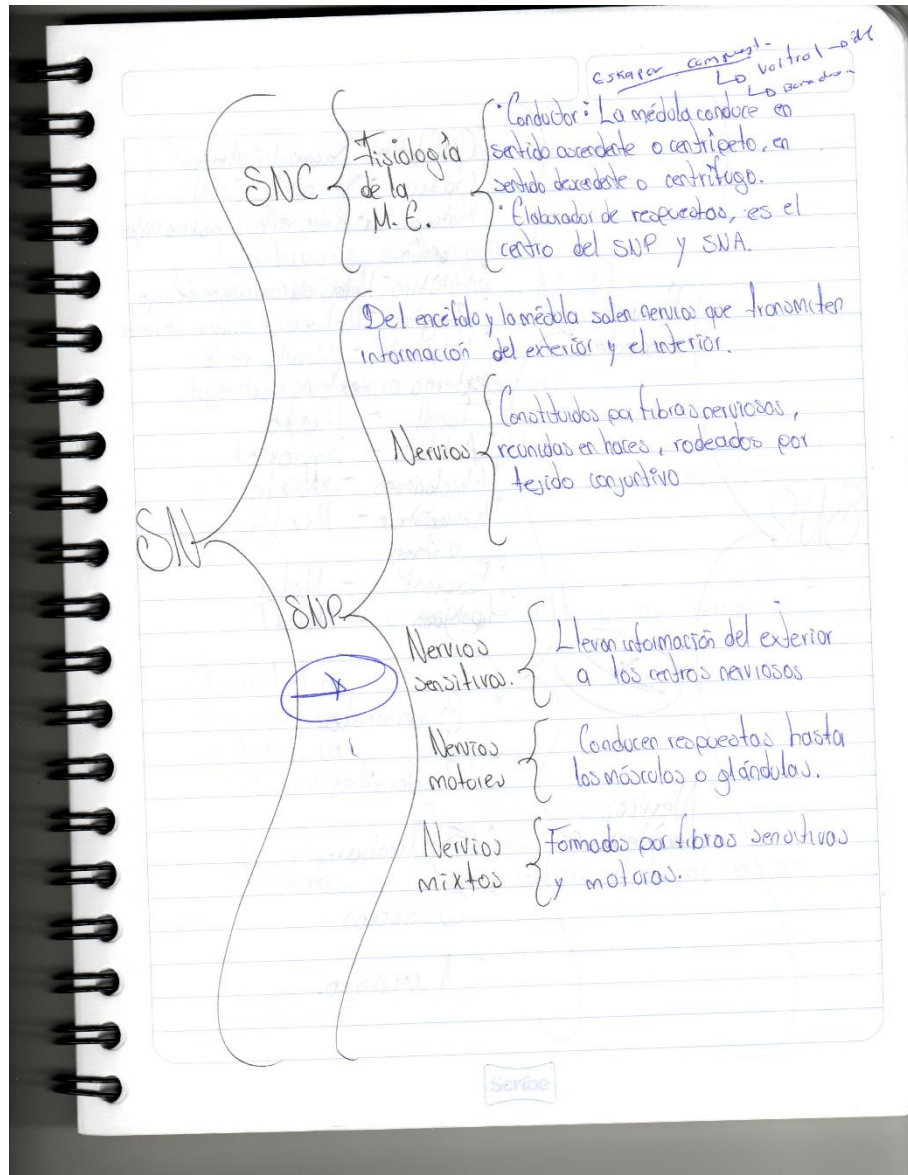 SNC
Fisiología
de la
M. E.
· Conductor: La médula conduce en
sentido ascendente o centrípeto, en
sentido descendente o centrífugo.
· Elaborador de respuestas, es el
centro del SNP y SNA.
SN
SNP
Del encéfalo y la médula salen nervios que transmiten
información del exterior y el interior.
Nervios
Constituidos por fibras nerviosas,
reunidas en haces, rodeados por
tejido conjuntivo
Nervios
sensitivos.
Llevan información del exterior
a los centros nerviosos
Nervios
motores
Conducen respuestas hasta
los músculos o glándulas.
Nervios
mixtos
Formados por fibras sensitivas
y motoras.
Scribe